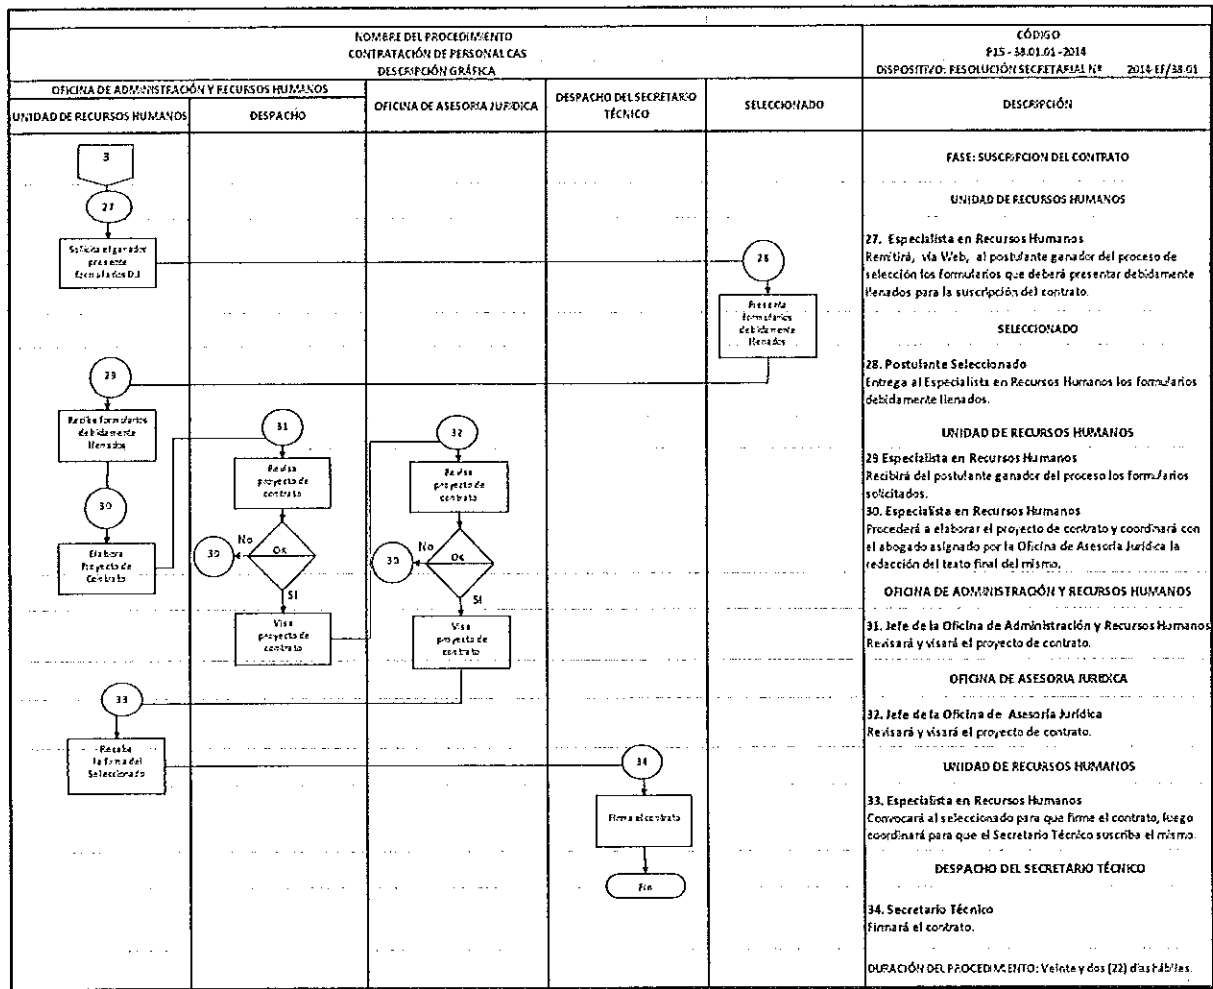 NOMBRE DEL PROCEDIMIENTO
CONTRATACIÓN DE PERSONAL CAS
DESCRIPCIÓN GRÁFICA
CÓDIGO
P15 - 38.01.01 -2014
DISPOSITIVO: RESOLUCIÓN SECRETARIAL Nº 2014-EF/38.01
OFICINA DE ADMINISTRACIÓN Y RECURSOS HUMANOS
UNIDAD DE RECURSOS HUMANOS
DESPACHO
OFICINA DE ASESORIA JURIDICA
DESPACHO DEL SECRETARIO
TÉCNICO
SELECCIONADO
DESCRIPCIÓN
3
27
Solicita el ganador
presente
formularios DJJ
28
Presenta
formularios
debidamente
llenados
29
Recibe formularios
debidamente
llenados
30
Elabora
Proyecto de
Contrato
31
Revisa
proyecto de
contrato
OK
No
30
SI
Visa
proyecto de
contrato
32
Revisa
proyecto de
contrato
OK
No
30
SI
Visa
proyecto de
contrato
33
Recaba
la firma del
Seleccionado
34
Firma el contrato
Fin
FASE: SUSCRIPCION DEL CONTRATO
UNIDAD DE RECURSOS HUMANOS
27. Especialista en Recursos Humanos
Remitirá, vía Web, al postulante ganador del proceso de
selección los formularios que deberá presentar debidamente
llenados para la suscripción del contrato.
SELECCIONADO
28. Postulante Seleccionado
Entrega al Especialista en Recursos Humanos los formularios
debidamente llenados.
UNIDAD DE RECURSOS HUMANOS
29 Especialista en Recursos Humanos
Recibirá del postulante ganador del proceso los formularios
solicitados.
30. Especialista en Recursos Humanos
Procederá a elaborar el proyecto de contrato y coordinará con
el abogado asignado por la Oficina de Asesoría Jurídica la
redacción del texto final del mismo.
OFICINA DE ADMINISTRACIÓN Y RECURSOS HUMANOS
31. Jefe de la Oficina de Administración y Recursos Humanos
Revisará y visará el proyecto de contrato.
OFICINA DE ASESORIA JURIDICA
32. Jefe de la Oficina de Asesoría Jurídica
Revisará y visará el proyecto de contrato.
UNIDAD DE RECURSOS HUMANOS
33. Especialista en Recursos Humanos
Convocará al seleccionado para que firme el contrato, luego
coordinará para que el Secretario Técnico suscriba el mismo.
DESPACHO DEL SECRETARIO TÉCNICO
34. Secretario Técnico
Firmará el contrato.
DURACIÓN DEL PROCEDIMIENTO: Veinte y dos (22) días hábiles.